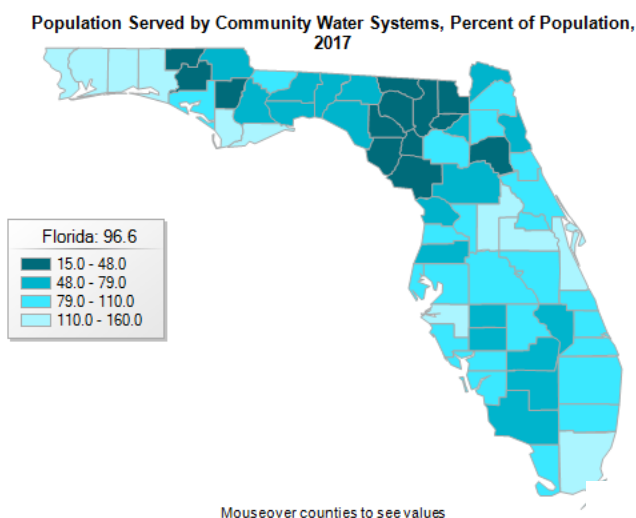 Population Served by Community Water Systems, Percent of Population,
2017
Florida: 96.6
15.0 - 48.0
48.0 - 79.0
79.0 - 110.0
110.0 - 160.0
Mouseover counties to see values